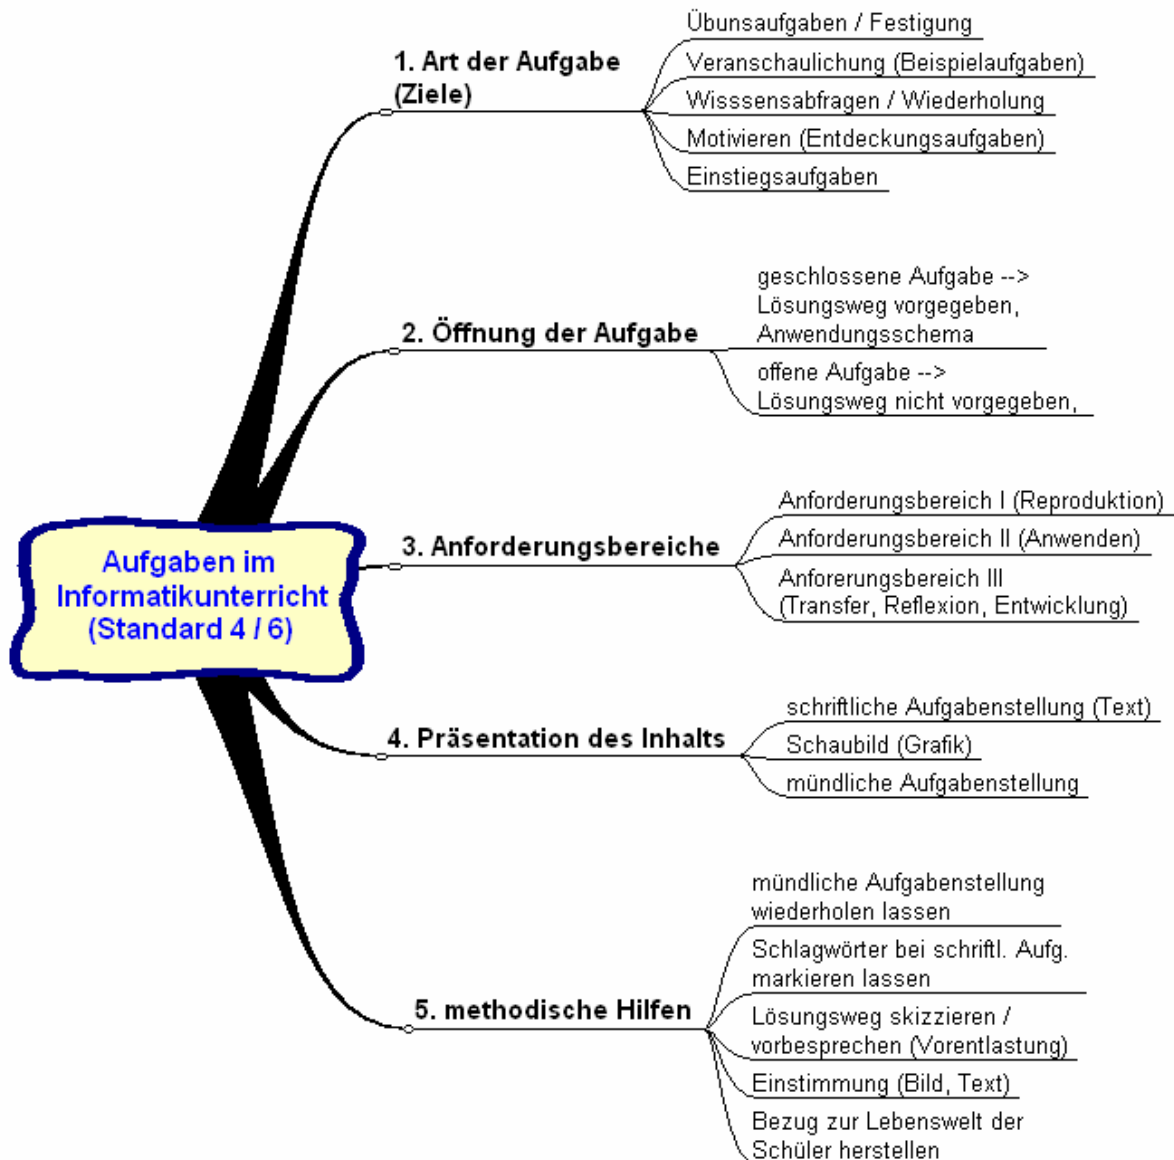 Aufgaben im
Informatikunterricht
(Standard 4 / 6)
1. Art der Aufgabe
(Ziele)
Übunsaufgaben / Festigung
Veranschaulichung (Beispielaufgaben)
Wisssensabfragen / Wiederholung
Motivieren (Entdeckungsaufgaben)
Einstiegsaufgaben
2. Öffnung der Aufgabe
geschlossene Aufgabe -->
Lösungsweg vorgegeben,
Anwendungsschema
offene Aufgabe -->
Lösungsweg nicht vorgegeben,
3. Anforderungsbereiche
Anforderungsbereich I (Reproduktion)
Anforderungsbereich II (Anwenden)
Anforerungsbereich III
(Transfer, Reflexion, Entwicklung)
4. Präsentation des Inhalts
schriftliche Aufgabenstellung (Text)
Schaubild (Grafik)
mündliche Aufgabenstellung
5. methodische Hilfen
mündliche Aufgabenstellung
wiederholen lassen
Schlagwörter bei schriftl. Aufg.
markieren lassen
Lösungsweg skizzieren /
vorbesprechen (Vorentlastung)
Einstimmung (Bild, Text)
Bezug zur Lebenswelt der
Schüler herstellen